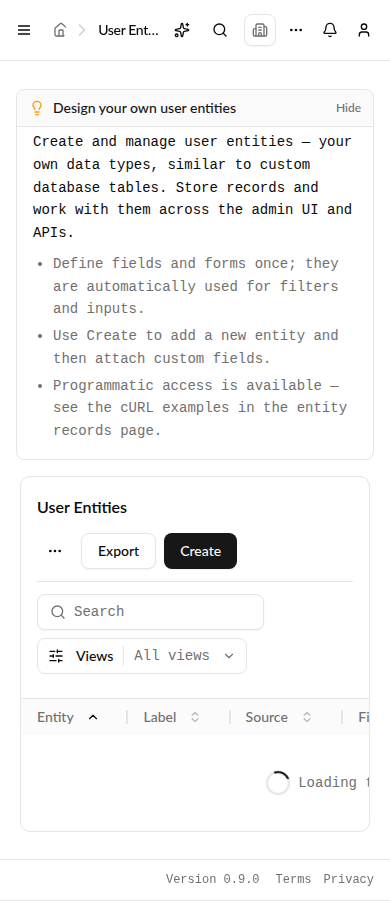 User Ent...
Design your own user entities
Hide
Create and manage user entities — your
own data types, similar to custom
database tables. Store records and
work with them across the admin UI and
APIs.
• Define fields and forms once; they
are automatically used for filters
and inputs.
• Use Create to add a new entity and
then attach custom fields.
• Programmatic access is available —
see the cURL examples in the entity
records page.
User Entities
Export
Create
Search
Views
All views
Entity
Label
Source
Fi
Loading t
Version 0.9.0
Terms
Privacy